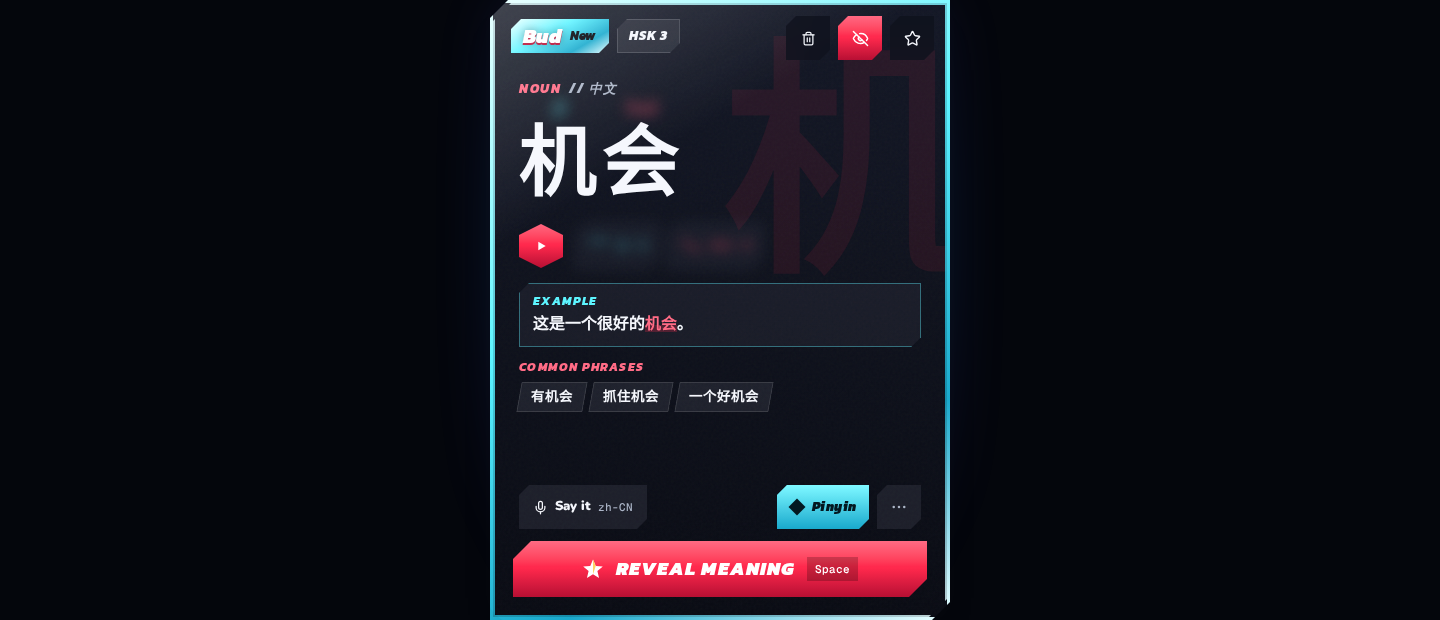 Bud New HSK 3
NOUN // 中文
机
机会
EXAMPLE
这是一个很好的机会。
COMMON PHRASES
有机会 抓住机会 一个好机会
Say it zh-CN Pinyin
REVEAL MEANING Space